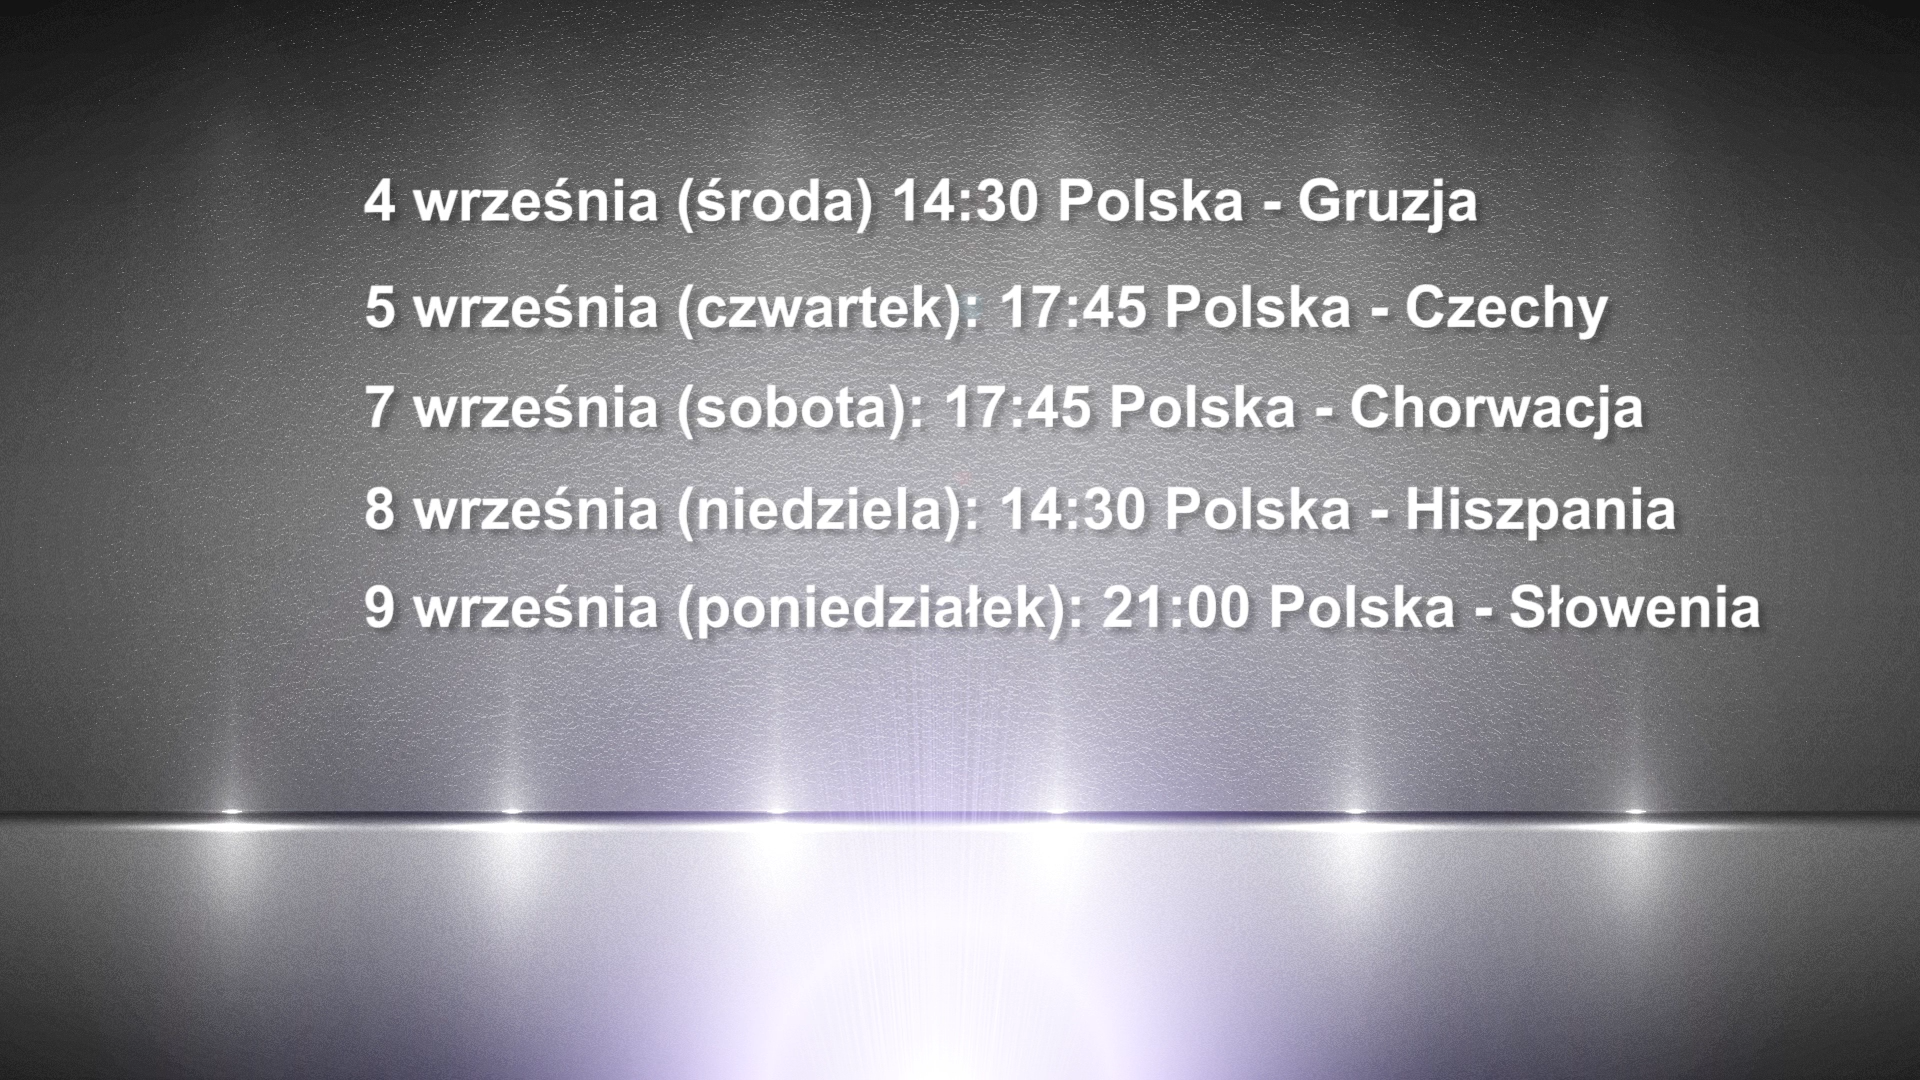 4 września (środa) 14:30 Polska - Gruzja
5 września (czwartek): 17:45 Polska - Czechy
7 września (sobota): 17:45 Polska - Chorwacja
8 września (niedziela): 14:30 Polska - Hiszpania
9 września (poniedziałek): 21:00 Polska - Słowenia